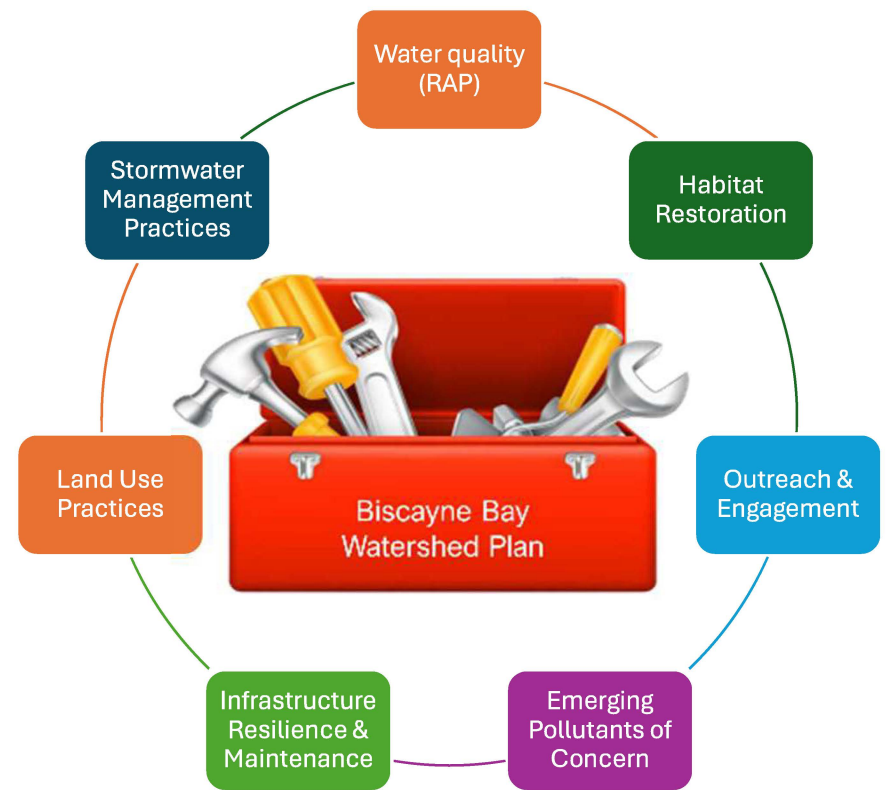 Water quality
(RAP)
Stormwater
Management
Practices
Habitat
Restoration
Land Use
Practices
Biscayne Bay
Watershed Plan
Outreach &
Engagement
Infrastructure
Resilience &
Maintenance
Emerging
Pollutants of
Concern